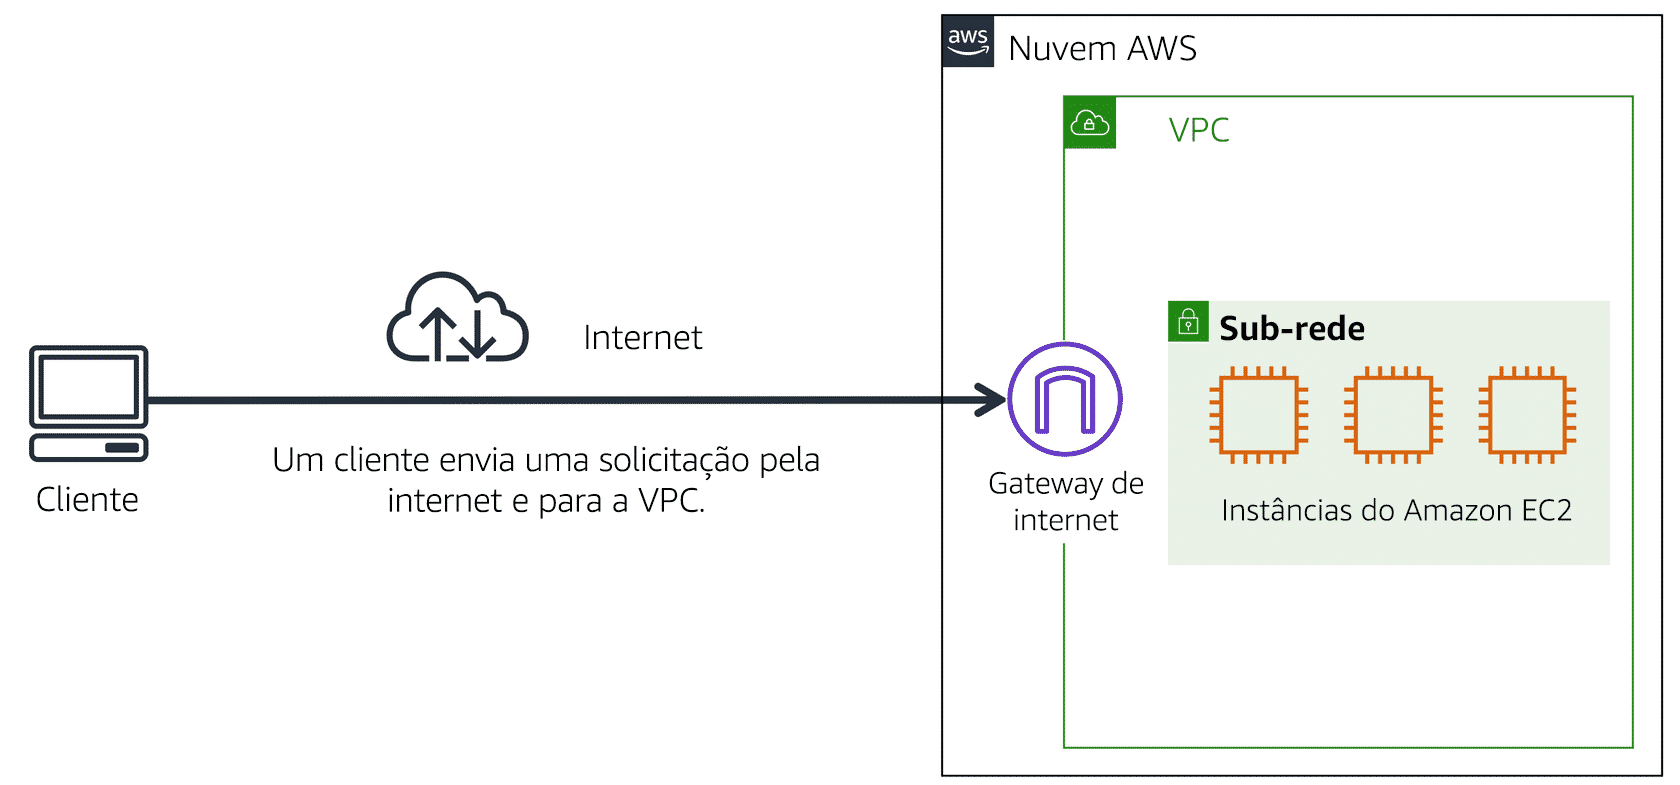 aws
Nuvem AWS
VPC
Internet
Sub-rede
Um cliente envia uma solicitação pela
internet e para a VPC.
Cliente
Gateway de
internet
Instâncias do Amazon EC2